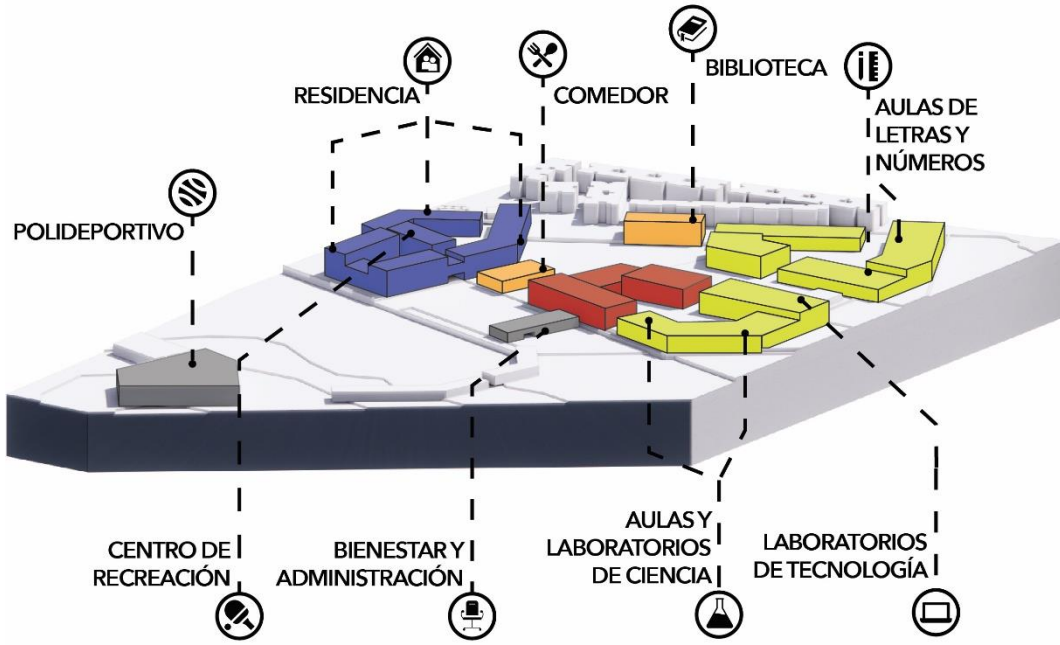 RESIDENCIA
COMEDOR
BIBLIOTECA
AULAS DE
LETRAS Y
NÚMEROS
POLIDEPORTIVO
CENTRO DE
RECREACIÓN
BIENESTAR Y
ADMINISTRACIÓN
AULAS Y
LABORATORIOS
DE CIENCIA
LABORATORIOS
DE TECNOLOGÍA